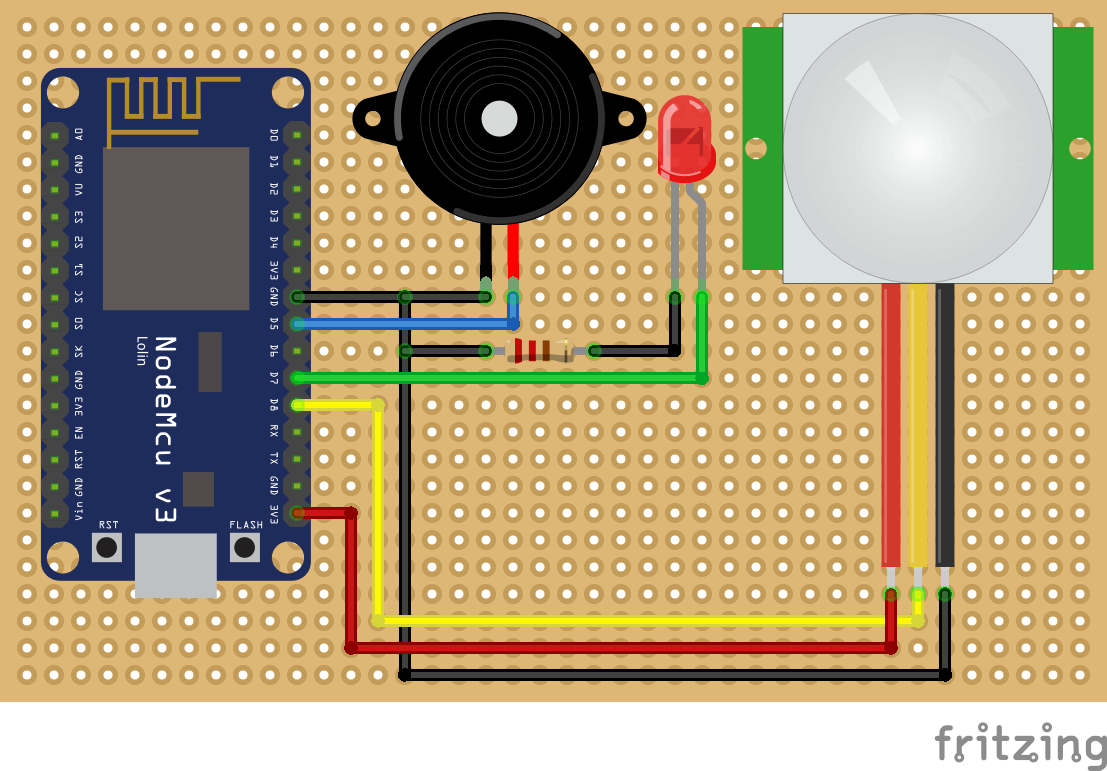 A0
GND
VU
S3
S2
S1
SC
S0
SK
GND
3V3
EN
RST
GND
Vin
D0
D1
D2
D3
D4
3V3
GND
D5
D6
D7
D8
RX
TX
GND
3V3
NodeMcu v3
Lolin
RST
FLASH
fritzing